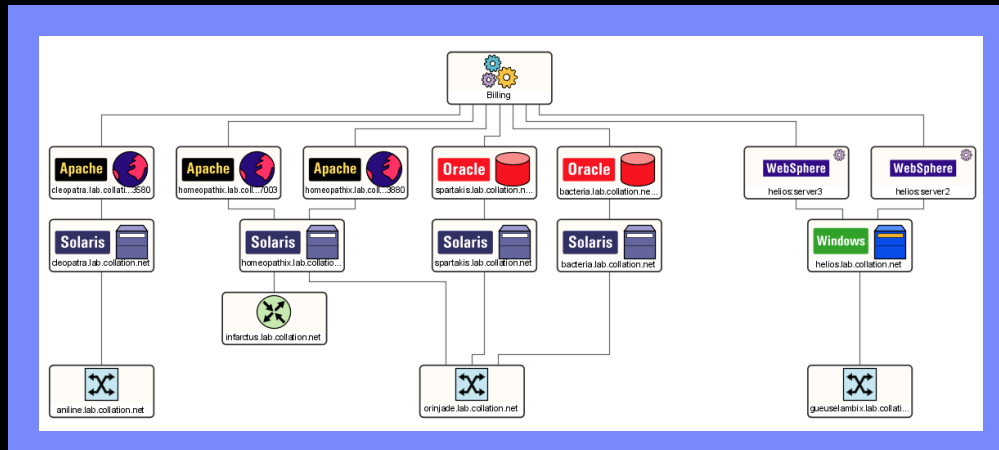 Billing
Apache
cleopatra.lab.collati...3580
Apache
homeopathix.lab.coll...7003
Apache
homeopathix.lab.coll...3880
Oracle
spartakis.lab.collation.n...
Oracle
bacteria.lab.collation.ne...
WebSphere
helios:server3
WebSphere
helios:server2
Solaris
cleopatra.lab.collation.net
Solaris
homeopathix.lab.collatio...
Solaris
spartakis.lab.collation.net
Solaris
bacteria.lab.collation.net
Windows
helios.lab.collation.net
infarctus.lab.collation.net
aniline.lab.collation.net
orinjade.lab.collation.net
gueuselambix.lab.collati...